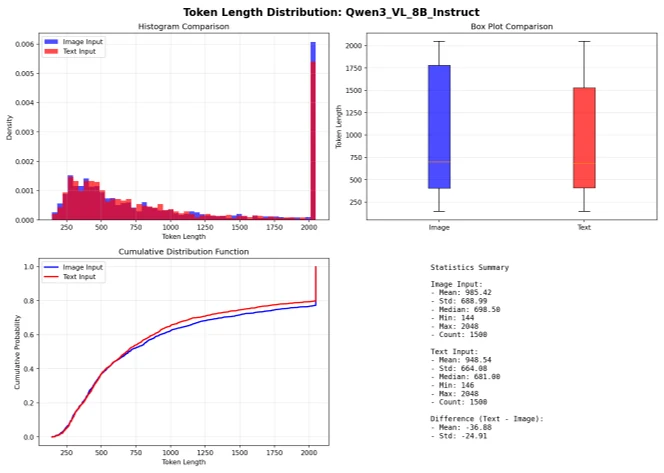 Token Length Distribution: Qwen3_VL_8B_Instruct
Histogram Comparison
Image Input
Text Input
0.006
0.005
0.004
0.003
0.002
0.001
0.000
Density
250 500 750 1000 1250 1500 1750 2000
Token Length
Box Plot Comparison
2000
1750
1500
1250
1000
750
500
250
Token Length
Image Text
Cumulative Distribution Function
Image Input
Text Input
1.0
0.8
0.6
0.4
0.2
0.0
Cumulative Probability
250 500 750 1000 1250 1500 1750 2000
Token Length
Statistics Summary
Image Input:
- Mean: 985.42
- Std: 688.99
- Median: 698.50
- Min: 144
- Max: 2048
- Count: 1500
Text Input:
- Mean: 948.54
- Std: 664.08
- Median: 681.00
- Min: 146
- Max: 2048
- Count: 1500
Difference (Text - Image):
- Mean: -36.88
- Std: -24.91